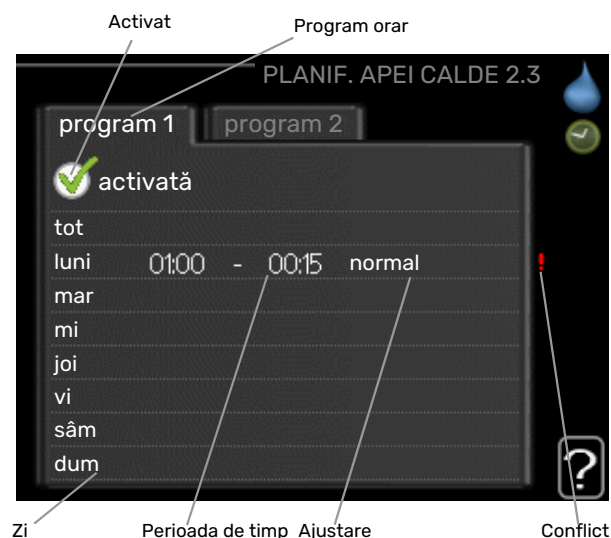 Activat
Program orar
PLANIF. APEI CALDE 2.3
program 1 program 2
activată
tot
luni 01:00 - 00:15 normal !
mar
mi
joi
vi
sâm
dum
?
Zi Perioada de timp Ajustare Conflict